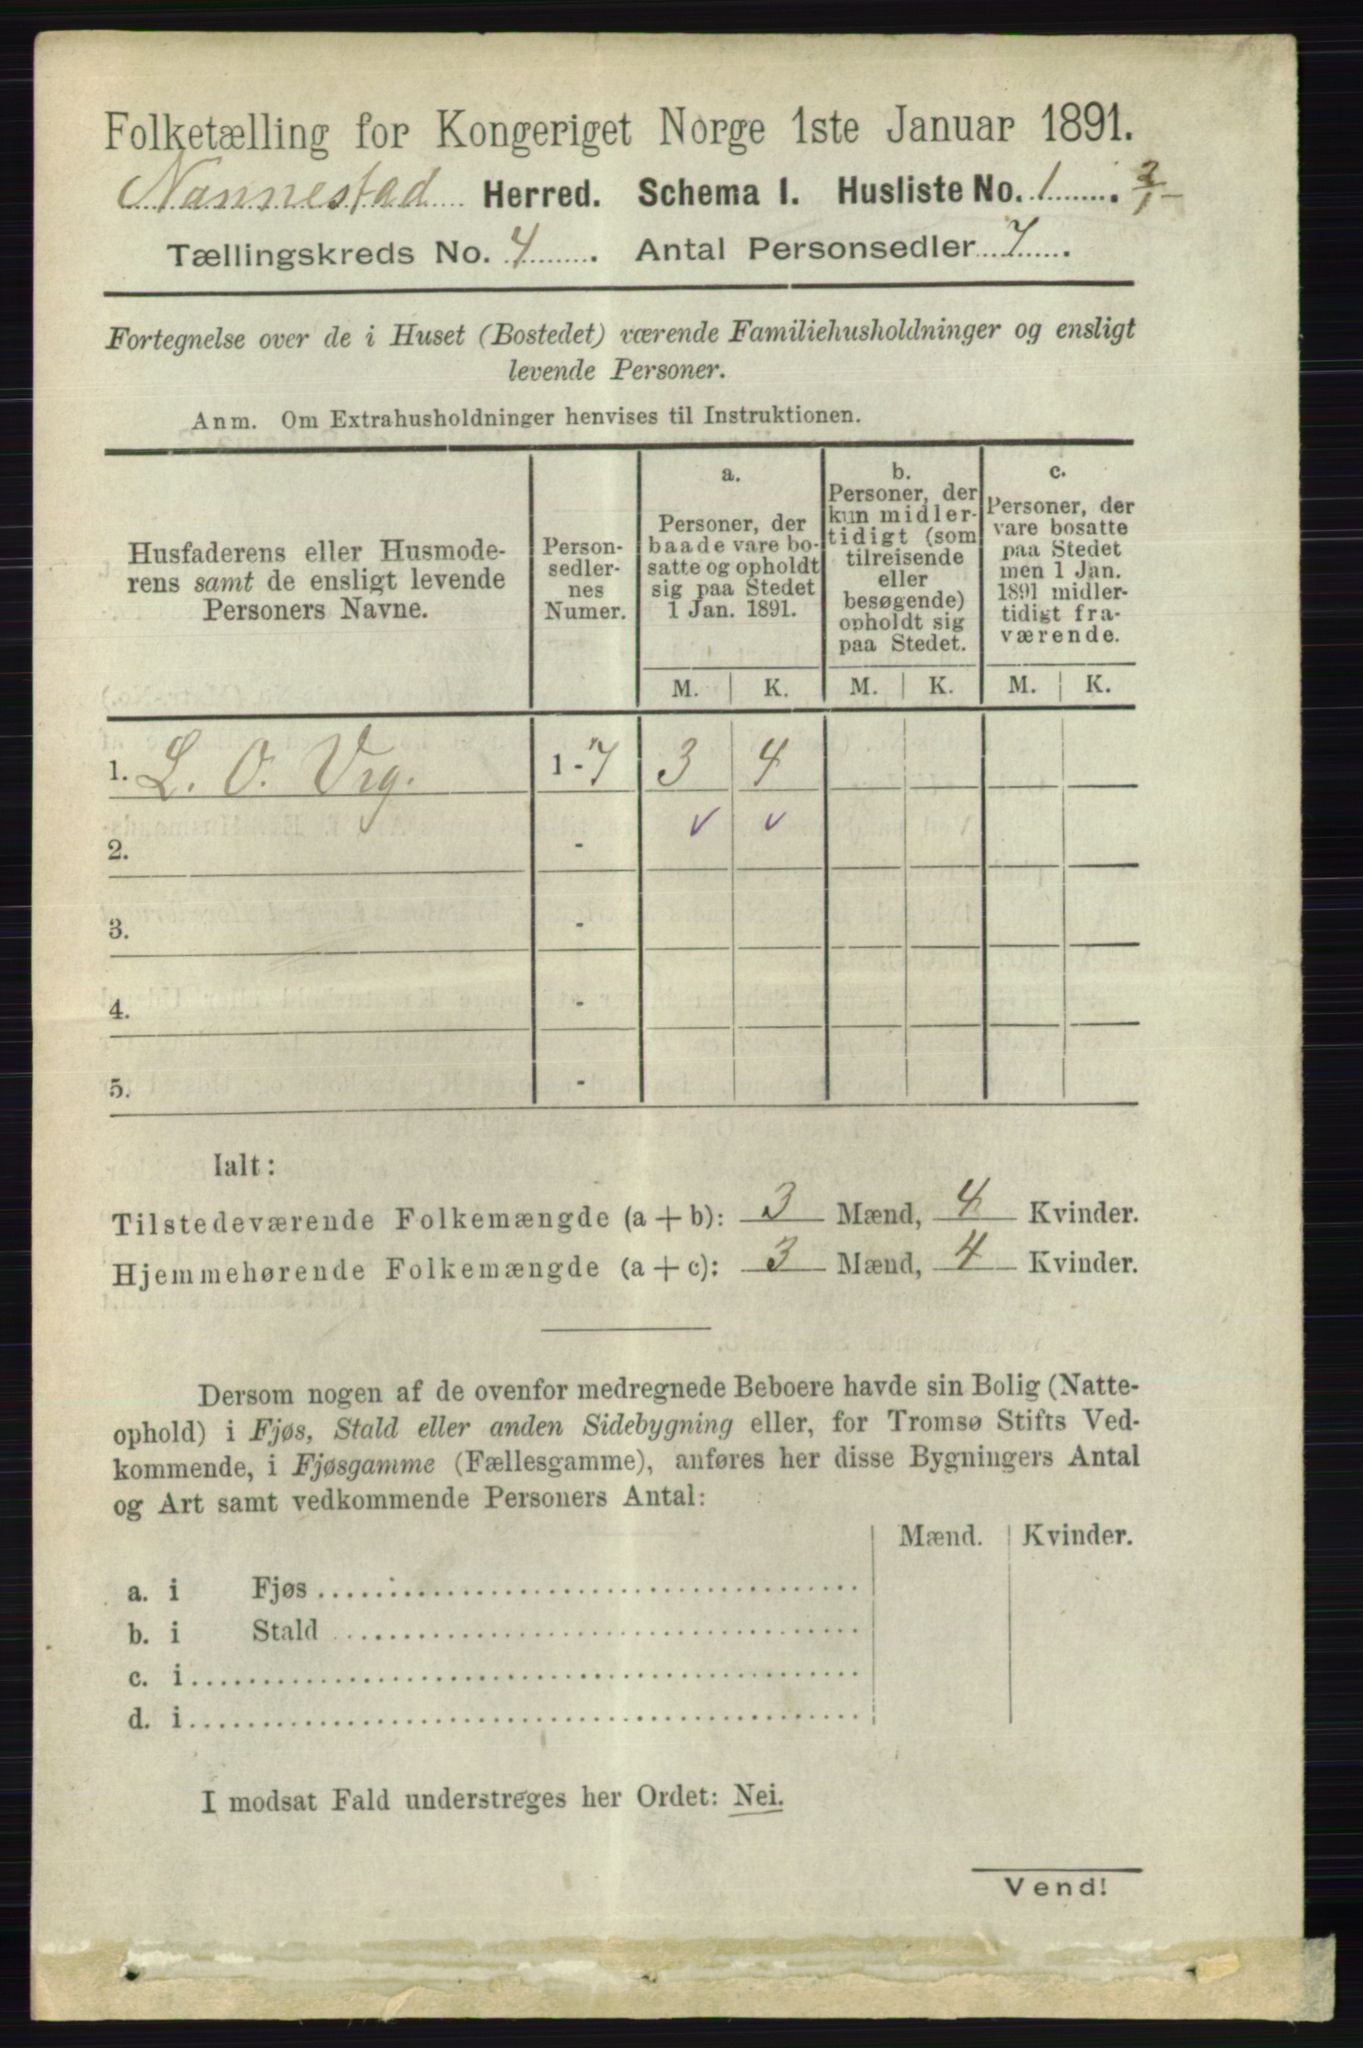 Folketælling for Kongeriget Norge 1ste Januar 1891.
Nannestad Herred. Schema I. Husliste No. 1.
Tællingskreds No. 4. Antal Personsedler 7.
Fortegnelse over de i Huset (Bostedet) værende Familiehusholdninger og ensligt
levende Personer.
Anm. Om Extrahusholdninger henvises til Instruktionen.
Husfaderens eller Husmode-
rens samt de ensligt levende
Personers Navne.
Person-
sedler-
nes
Numer.
a.
Personer, der
baade vare bo-
satte og opholdt
sig paa Stedet
1 Jan. 1891.
M. K.
b.
Personer, der
kun midler-
tidigt (som
tilreisende
eller
besøgende)
opholdt sig
paa Stedet.
M. K.
c.
Personer, der
vare bosatte
paa Stedet
men 1 Jan.
1891 midler-
tidigt fra-
værende.
M. K.
1. L. O. 1-7 3 4
2. - v v
3. -
4. -
5. -
Ialt:
Tilstedeværende Folkemængde (a + b): 3 Mænd, 4 Kvinder.
Hjemmehørende Folkemængde (a + c): 3 Mænd, 4 Kvinder.
Dersom nogen af de ovenfor medregnede Beboere havde sin Bolig (Natte-
ophold) i Fjøs, Stald eller anden Sidebygning eller, for Tromsø Stifts Ved-
kommende, i Fjøsgamme (Fællesgamme), anføres her disse Bygningers Antal
og Art samt vedkommende Personers Antal:
Mænd. Kvinder.
a. i Fjøs
b. i Stald
c. i
d. i
I modsat Fald understreges her Ordet: Nei.
Vend!